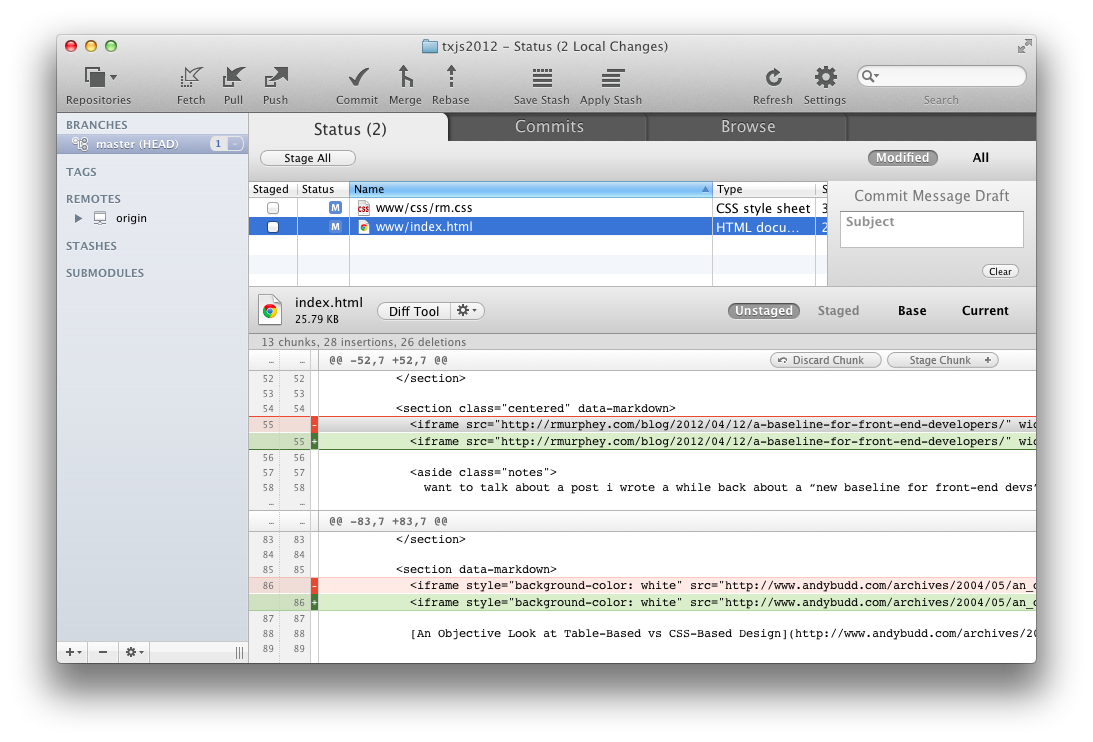 txjs2012 – Status (2 Local Changes)
Repositories Fetch Pull Push Commit Merge Rebase Save Stash Apply Stash Refresh Settings Search
BRANCHES
master (HEAD) 1 –
TAGS
REMOTES
origin
STASHES
SUBMODULES
Status (2) Commits Browse
Stage All Modified All
Staged Status Name Type S
M CSS www/css/rm.css CSS style sheet 3
M www/index.html HTML docu… 2
Commit Message Draft
Subject
Clear
index.html
25.79 KB
Diff Tool Unstaged Staged Base Current
13 chunks, 28 insertions, 26 deletions
… … @@ -52,7 +52,7 @@ Discard Chunk Stage Chunk +
52 52 </section>
53 53
54 54 <section class="centered" data-markdown>
55 - <iframe src="http://rmurphey.com/blog/2012/04/12/a-baseline-for-front-end-developers/" wid
55 + <iframe src="http://rmurphey.com/blog/2012/04/12/a-baseline-for-front-end-developers/" wid
56 56
57 57 <aside class="notes">
58 58 want to talk about a post i wrote a while back about a “new baseline for front-end devs”
… …
… … @@ -83,7 +83,7 @@
83 83 </section>
84 84
85 85 <section data-markdown>
86 - <iframe style="background-color: white" src="http://www.andybudd.com/archives/2004/05/an_o
86 + <iframe style="background-color: white" src="http://www.andybudd.com/archives/2004/05/an_o
87 87
88 88 [An Objective Look at Table-Based vs CSS-Based Design](http://www.andybudd.com/archives/20
89 89